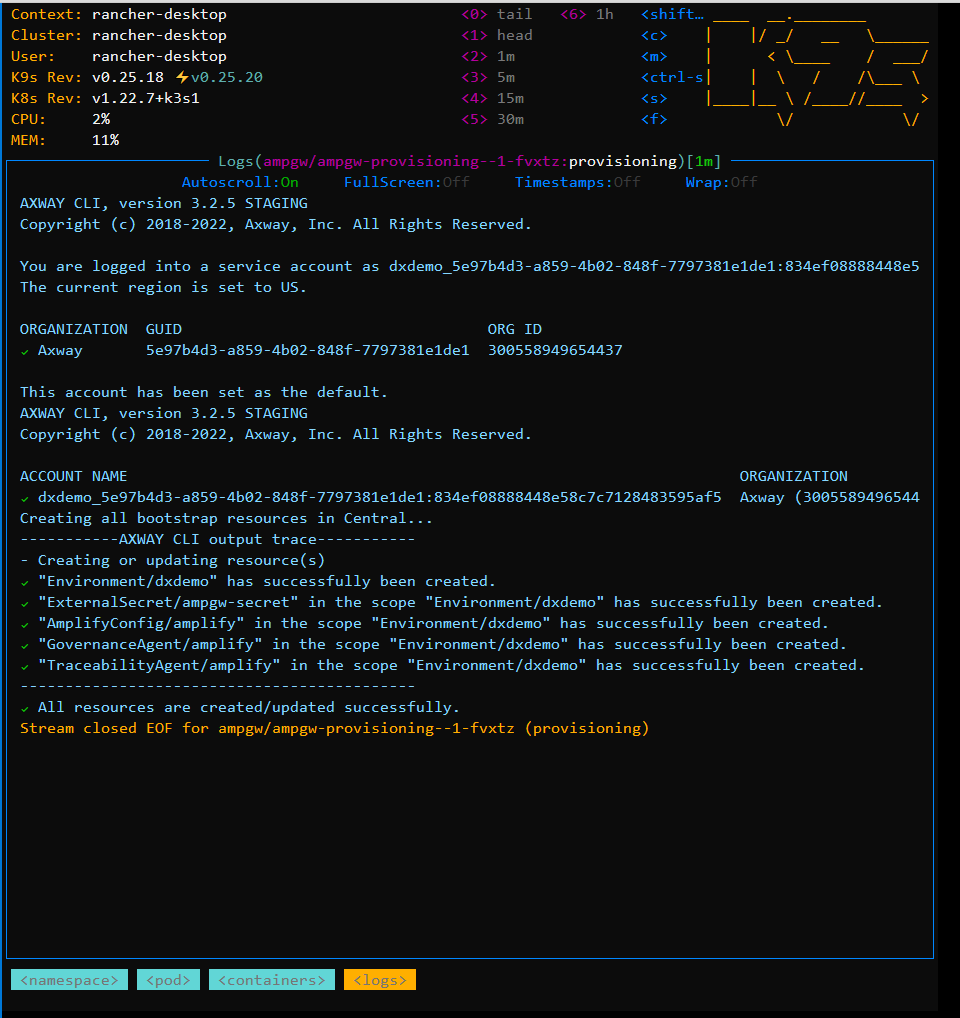 Context: rancher-desktop <0> tail <6> 1h <shift…
Cluster: rancher-desktop <1> head <c>
User: rancher-desktop <2> 1m <m>
K9s Rev: v0.25.18 ⚡v0.25.20 <3> 5m <ctrl-s
K8s Rev: v1.22.7+k3s1 <4> 15m <s>
CPU: 2% <5> 30m <f>
MEM: 11%
Logs(ampgw/ampgw-provisioning--1-fvxtz:provisioning)[1m]
Autoscroll:On FullScreen:Off Timestamps:Off Wrap:Off
AXWAY CLI, version 3.2.5 STAGING
Copyright (c) 2018-2022, Axway, Inc. All Rights Reserved.
You are logged into a service account as dxdemo_5e97b4d3-a859-4b02-848f-7797381e1de1:834ef08888448e5
The current region is set to US.
ORGANIZATION GUID ORG ID
✓ Axway 5e97b4d3-a859-4b02-848f-7797381e1de1 300558949654437
This account has been set as the default.
AXWAY CLI, version 3.2.5 STAGING
Copyright (c) 2018-2022, Axway, Inc. All Rights Reserved.
ACCOUNT NAME ORGANIZATION
✓ dxdemo_5e97b4d3-a859-4b02-848f-7797381e1de1:834ef08888448e58c7c7128483595af5 Axway (3005589496544
Creating all bootstrap resources in Central...
-----------AXWAY CLI output trace-----------
- Creating or updating resource(s)
✓ "Environment/dxdemo" has successfully been created.
✓ "ExternalSecret/ampgw-secret" in the scope "Environment/dxdemo" has successfully been created.
✓ "AmplifyConfig/amplify" in the scope "Environment/dxdemo" has successfully been created.
✓ "GovernanceAgent/amplify" in the scope "Environment/dxdemo" has successfully been created.
✓ "TraceabilityAgent/amplify" in the scope "Environment/dxdemo" has successfully been created.
--------------------------------------------
✓ All resources are created/updated successfully.
Stream closed EOF for ampgw/ampgw-provisioning--1-fvxtz (provisioning)
<namespace> <pod> <containers> <logs>